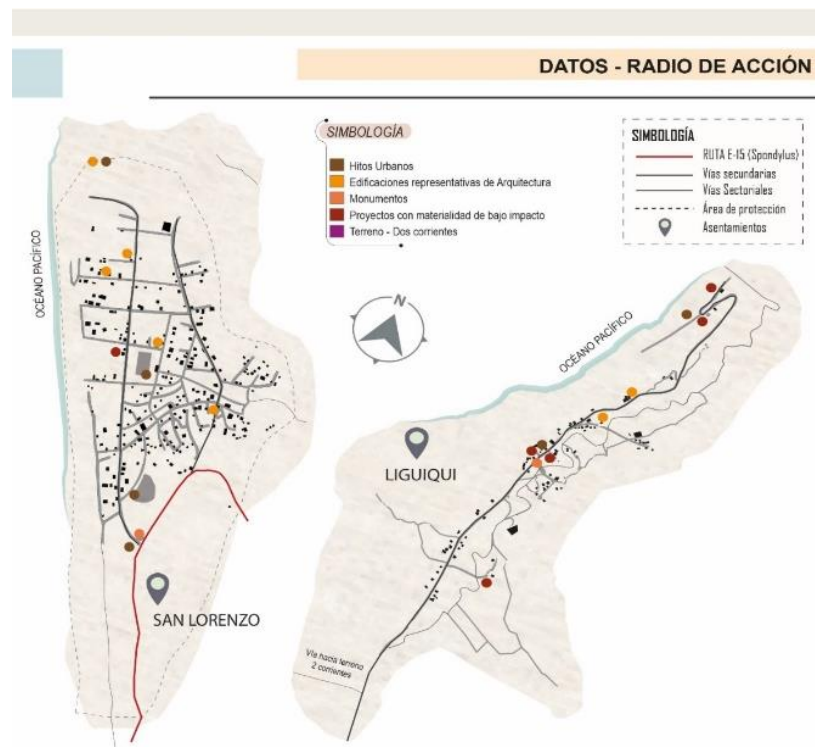 DATOS - RADIO DE ACCIÓN
SIMBOLOGÍA
Hitos Urbanos
Edificaciones representativas de Arquitectura
Monumentos
Proyectos con materialidad de bajo impacto
Terreno - Dos corrientes
SIMBOLOGÍA
RUTA E-15 (Spondylus)
Vías secundarias
Vías Sectoriales
Área de protección
Asentamientos
OCÉANO PACÍFICO
N
OCÉANO PACÍFICO
LIGUIQUI
SAN LORENZO
Vía hacia terreno
2 corrientes